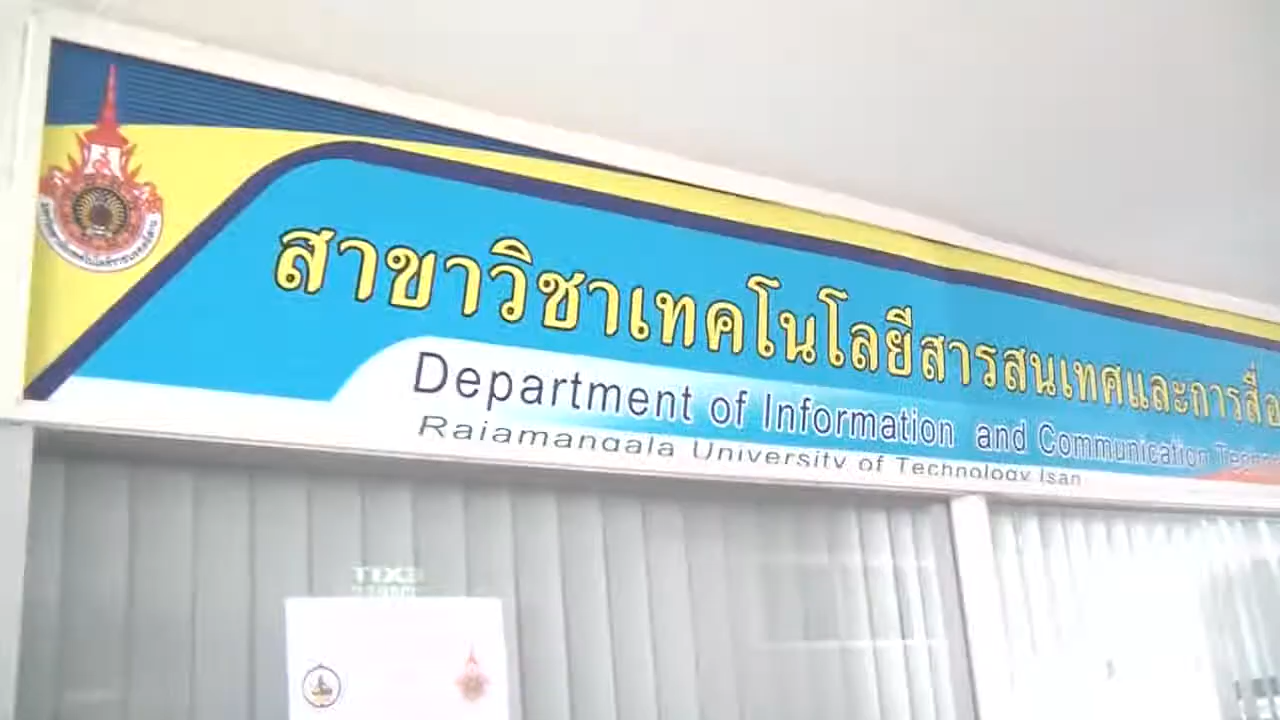 สาขาวิชาเทคโนโลยีสารสนเทศและการสื่อ
Department of Information and Communication
Rajamangala University of Technology Isan
EXIT